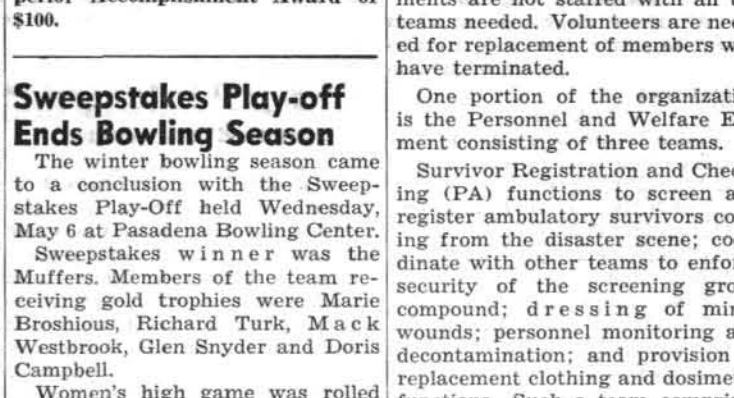 $100.
Sweepstakes Play-off
Ends Bowling Season
The winter bowling season came
to a conclusion with the Sweep-
stakes Play-Off held Wednesday,
May 6 at Pasadena Bowling Center.
Sweepstakes winner was the
Muffers. Members of the team re-
ceiving gold trophies were Marie
Broshious, Richard Turk, Mack
Westbrook, Glen Snyder and Doris
Campbell.
Women's high game was rolled
teams needed. Volunteers are nee
ed for replacement of members w
have terminated.
One portion of the organizati
is the Personnel and Welfare E
ment consisting of three teams.
Survivor Registration and Chec
ing (PA) functions to screen a
register ambulatory survivors co
ing from the disaster scene; co
dinate with other teams to enfor
security of the screening gro
compound; dressing of min
wounds; personnel monitoring a
decontamination; and provision
replacement clothing and dosime